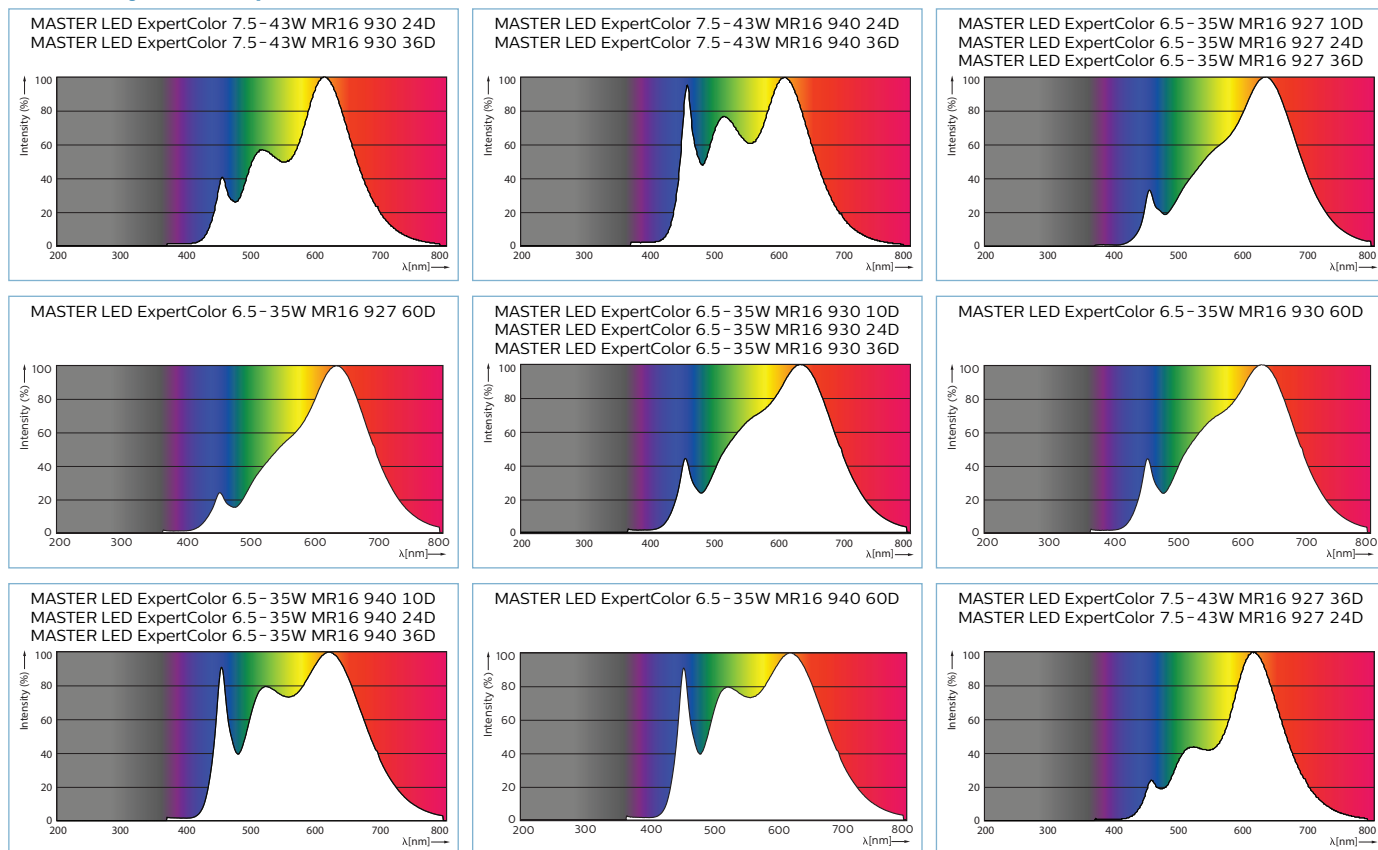 MASTER LED ExpertColor 7.5-43W MR16 930 24D
MASTER LED ExpertColor 7.5-43W MR16 930 36D
Intensity (%)
100
80
60
40
20
0
200 300 400 500 600 700 800
λ[nm]
MASTER LED ExpertColor 7.5-43W MR16 940 24D
MASTER LED ExpertColor 7.5-43W MR16 940 36D
Intensity (%)
100
80
60
40
20
0
200 300 400 500 600 700 800
λ[nm]
MASTER LED ExpertColor 6.5-35W MR16 927 10D
MASTER LED ExpertColor 6.5-35W MR16 927 24D
MASTER LED ExpertColor 6.5-35W MR16 927 36D
Intensity (%)
100
80
60
40
20
0
200 300 400 500 600 700 800
λ[nm]
MASTER LED ExpertColor 6.5-35W MR16 927 60D
Intensity (%)
100
80
60
40
20
0
200 300 400 500 600 700 800
λ[nm]
MASTER LED ExpertColor 6.5-35W MR16 930 10D
MASTER LED ExpertColor 6.5-35W MR16 930 24D
MASTER LED ExpertColor 6.5-35W MR16 930 36D
Intensity (%)
100
80
60
40
20
0
200 300 400 500 600 700 800
λ[nm]
MASTER LED ExpertColor 6.5-35W MR16 930 60D
Intensity (%)
100
80
60
40
20
0
200 300 400 500 600 700 800
λ[nm]
MASTER LED ExpertColor 6.5-35W MR16 940 10D
MASTER LED ExpertColor 6.5-35W MR16 940 24D
MASTER LED ExpertColor 6.5-35W MR16 940 36D
Intensity (%)
100
80
60
40
20
0
200 300 400 500 600 700 800
λ[nm]
MASTER LED ExpertColor 6.5-35W MR16 940 60D
Intensity (%)
100
80
60
40
20
0
200 300 400 500 600 700 800
λ[nm]
MASTER LED ExpertColor 7.5-43W MR16 927 36D
MASTER LED ExpertColor 7.5-43W MR16 927 24D
Intensity (%)
100
80
60
40
20
0
200 300 400 500 600 700 800
λ[nm]